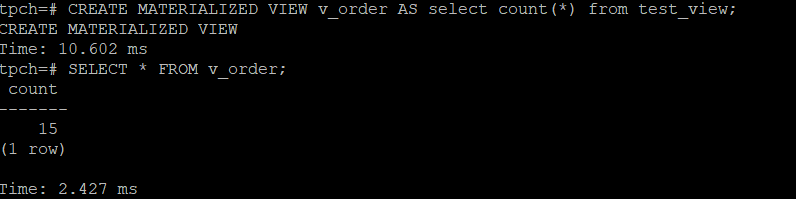 tpch=# CREATE MATERIALIZED VIEW v_order AS select count(*) from test_view;
CREATE MATERIALIZED VIEW
Time: 10.602 ms
tpch=# SELECT * FROM v_order;
 count
-------
    15
(1 row)

Time: 2.427 ms